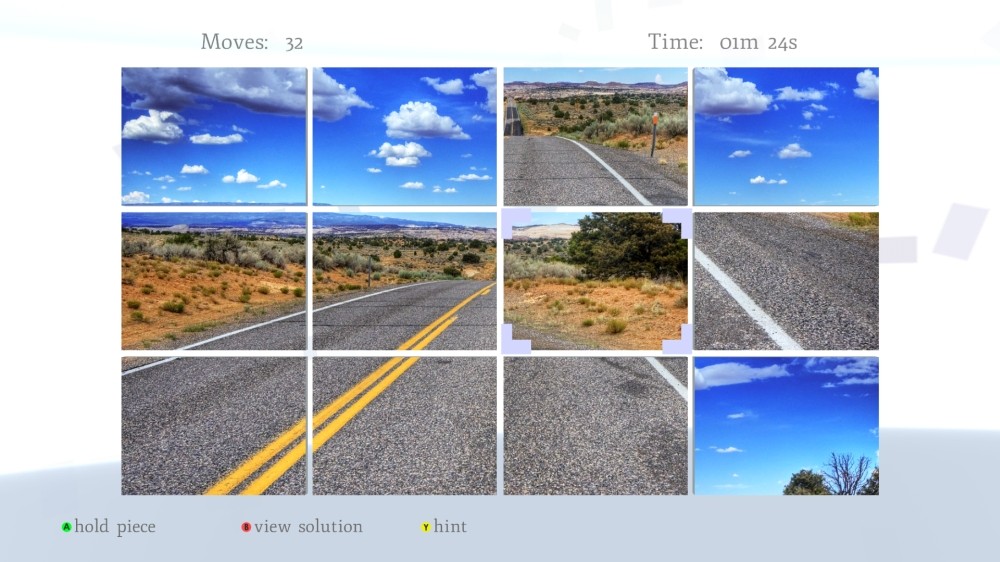 Moves: 32
Time: 01m 24s
A hold piece
B view solution
Y hint